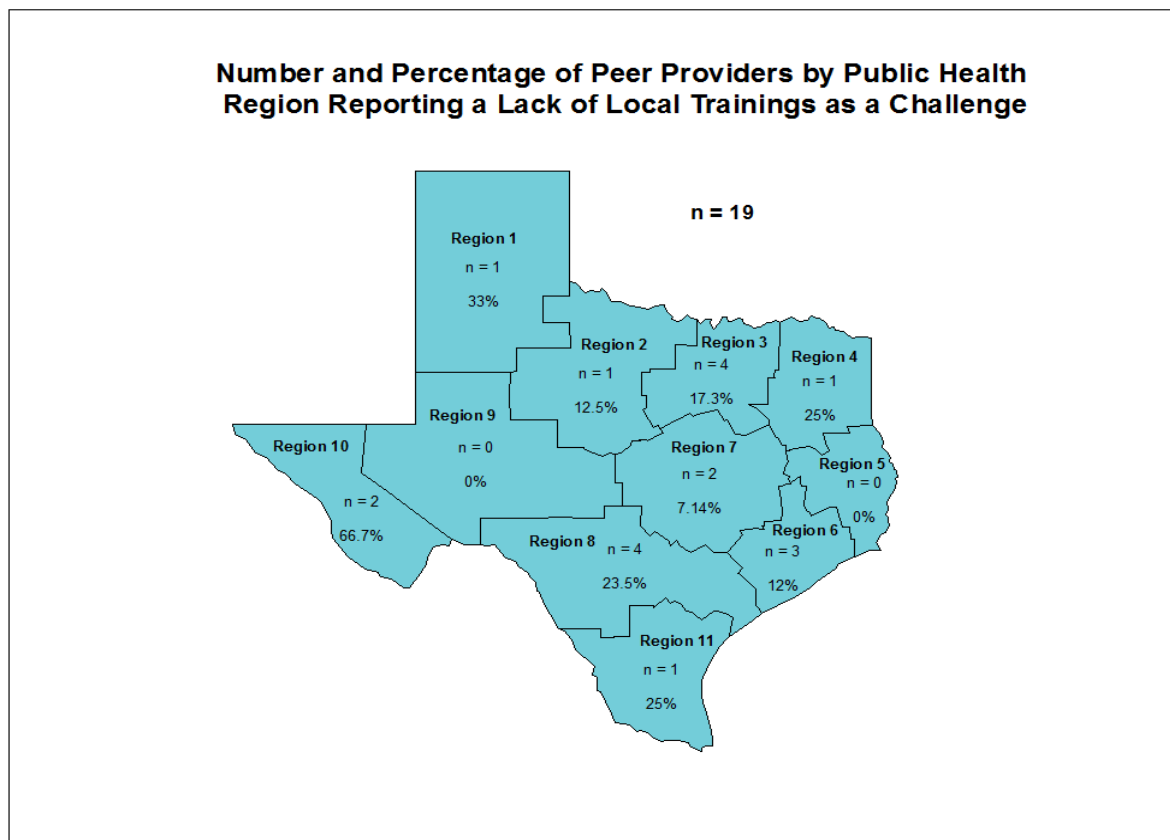 Number and Percentage of Peer Providers by Public Health
Region Reporting a Lack of Local Trainings as a Challenge
n = 19
Region 1
n = 1
33%
Region 2
n = 1
12.5%
Region 3
n = 4
17.3%
Region 4
n = 1
25%
Region 9
n = 0
0%
Region 10
n = 2
66.7%
Region 7
n = 2
7.14%
Region 5
n = 0
0%
Region 8
n = 4
23.5%
Region 6
n = 3
12%
Region 11
n = 1
25%